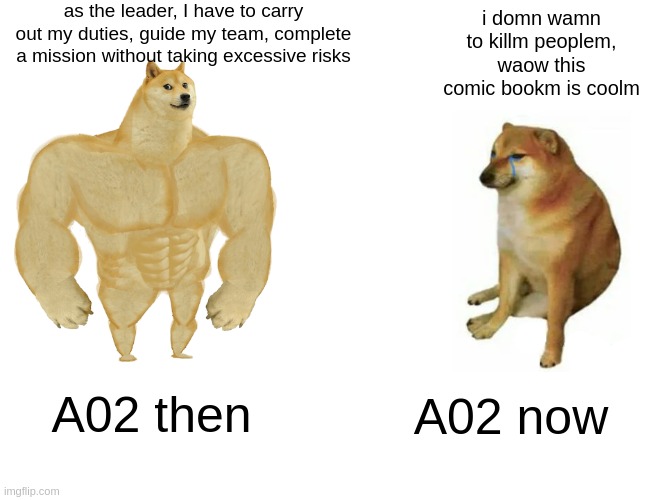 as the leader, I have to carry
out my duties, guide my team, complete
a mission without taking excessive risks
i domn wamn
to killm peoplem,
waow this
comic bookm is coolm
A02 then
A02 now
imgflip.com